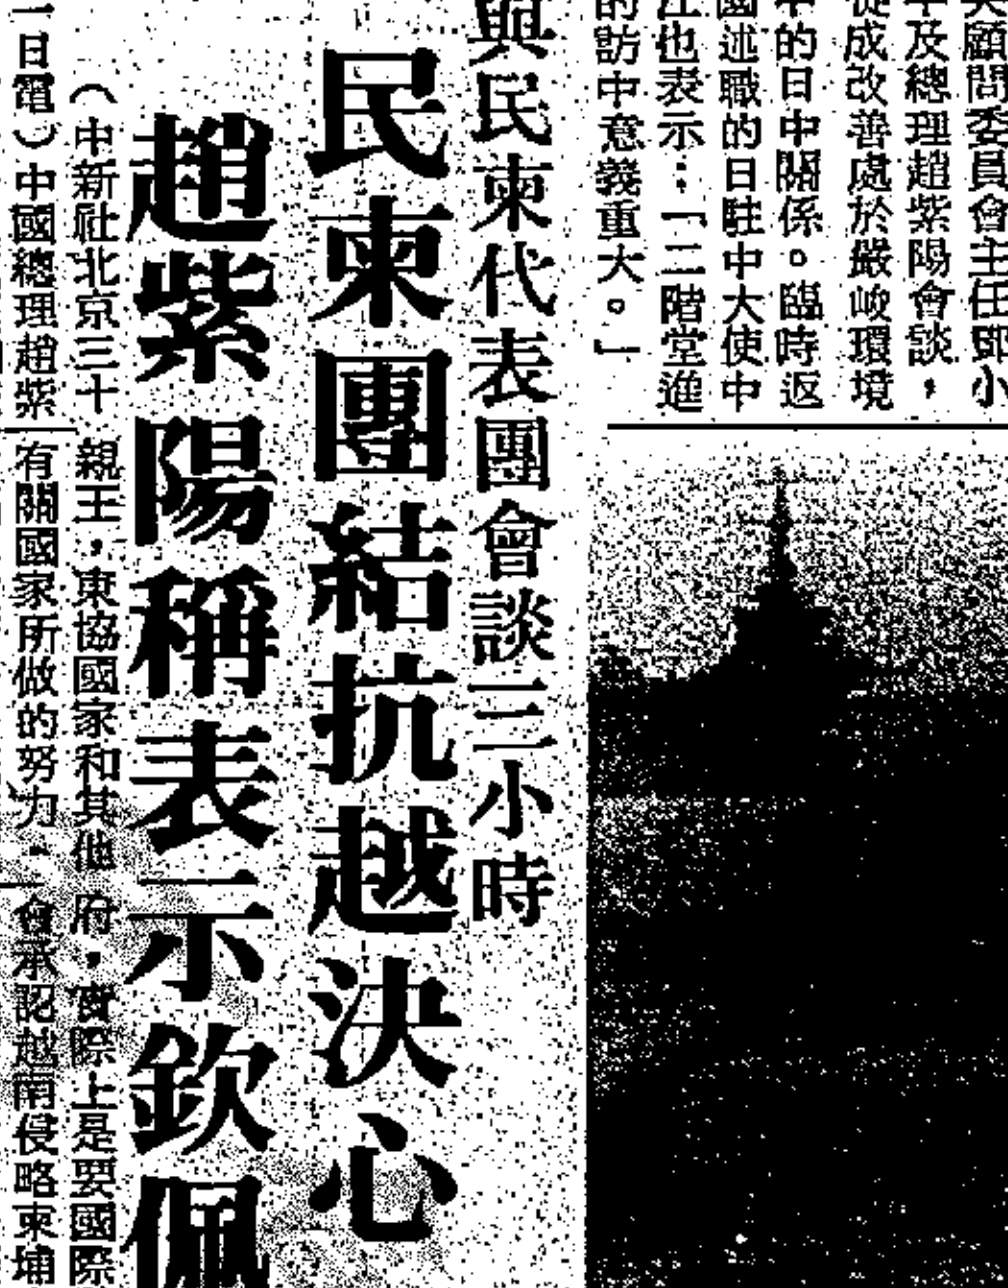 央顧問委員會主任鄧小
平及總理趙紫陽會談，
促成改善處於嚴峻環境
中的日中關係。臨時返
國述職的日駐中大使中
江也表示：「二階堂進
的訪中意義重大。」
與民柬代表團會談三小時
民柬團結抗越決心
趙紫陽稱表示欽佩
（中新社北京三十
一日電）中國總理趙紫
親王，東協國家和其他
有關國家所做的努力。
府，實際上是要國際
會承認越南侵略柬埔